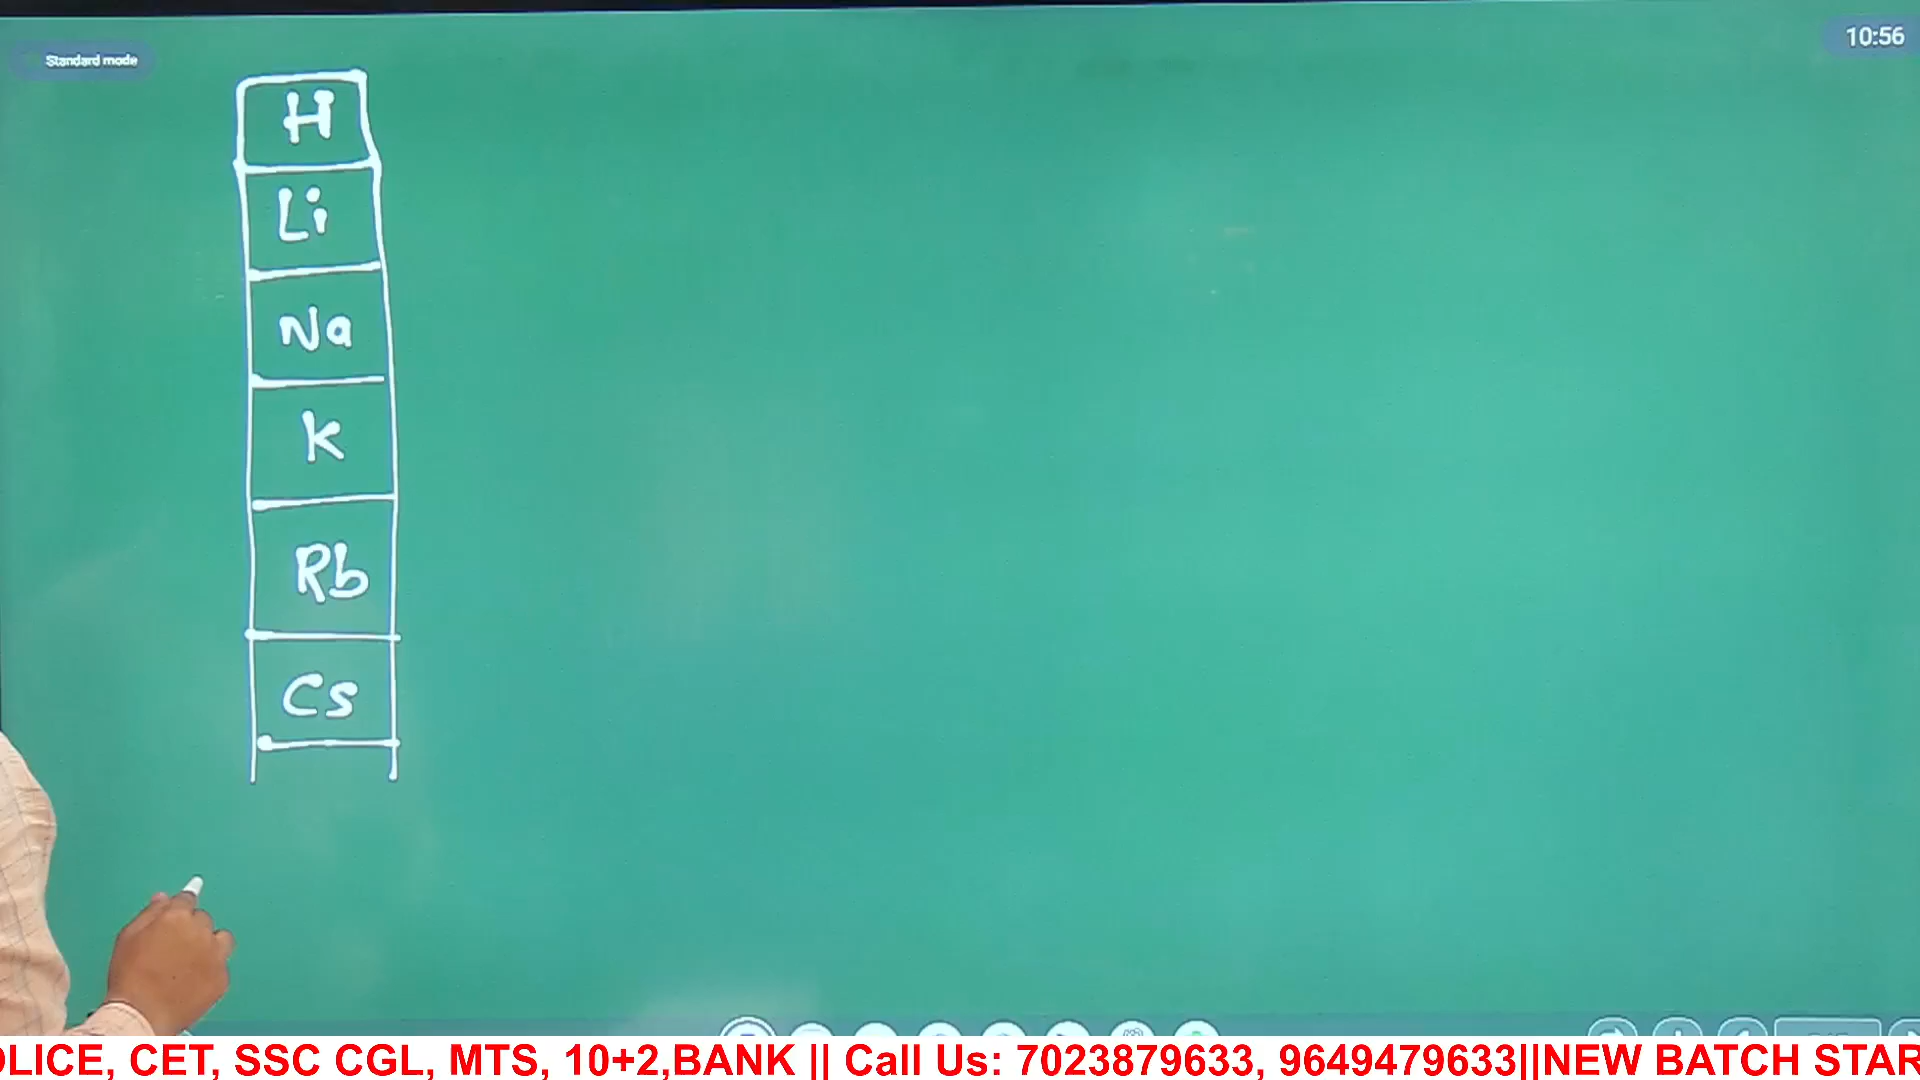 Standard mode
10:56
H
Li
Na
K
Rb
Cs
OLICE, CET, SSC CGL, MTS, 10+2,BANK || Call Us: 7023879633, 9649479633||NEW BATCH STAR